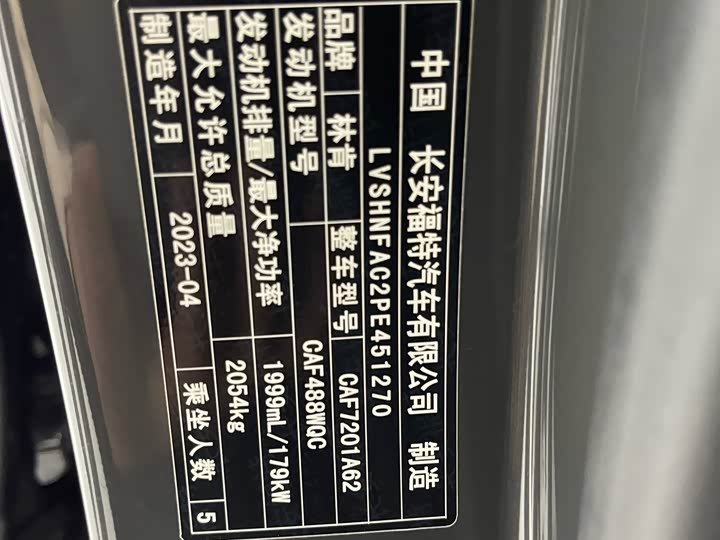 中国 长安福特汽车有限公司 制造
LVSHNFAC2PE451270
品牌 林肯 整车型号 CAF7201A62
发动机型号 CAF488WQC
发动机排量/最大净功率 1999mL/179kW
最大允许总质量 2054kg
制造年月 2023-04 乘坐人数 5